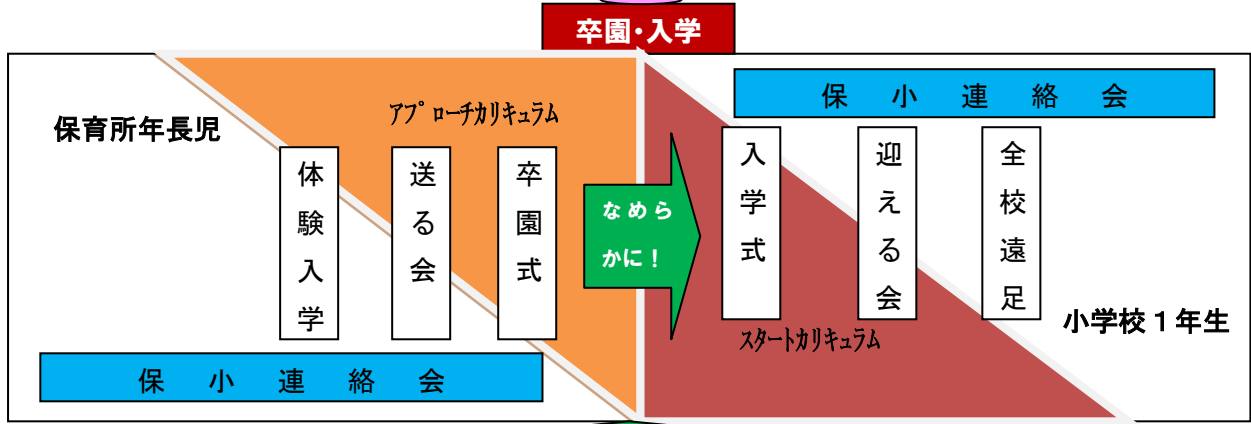 卒園・入学
保育所年長児
アプローチカリキュラム
体験入学
送る会
卒園式
保小連絡会
なめら
かに！
保小連絡会
入学式
迎える会
全校遠足
スタートカリキュラム
小学校１年生